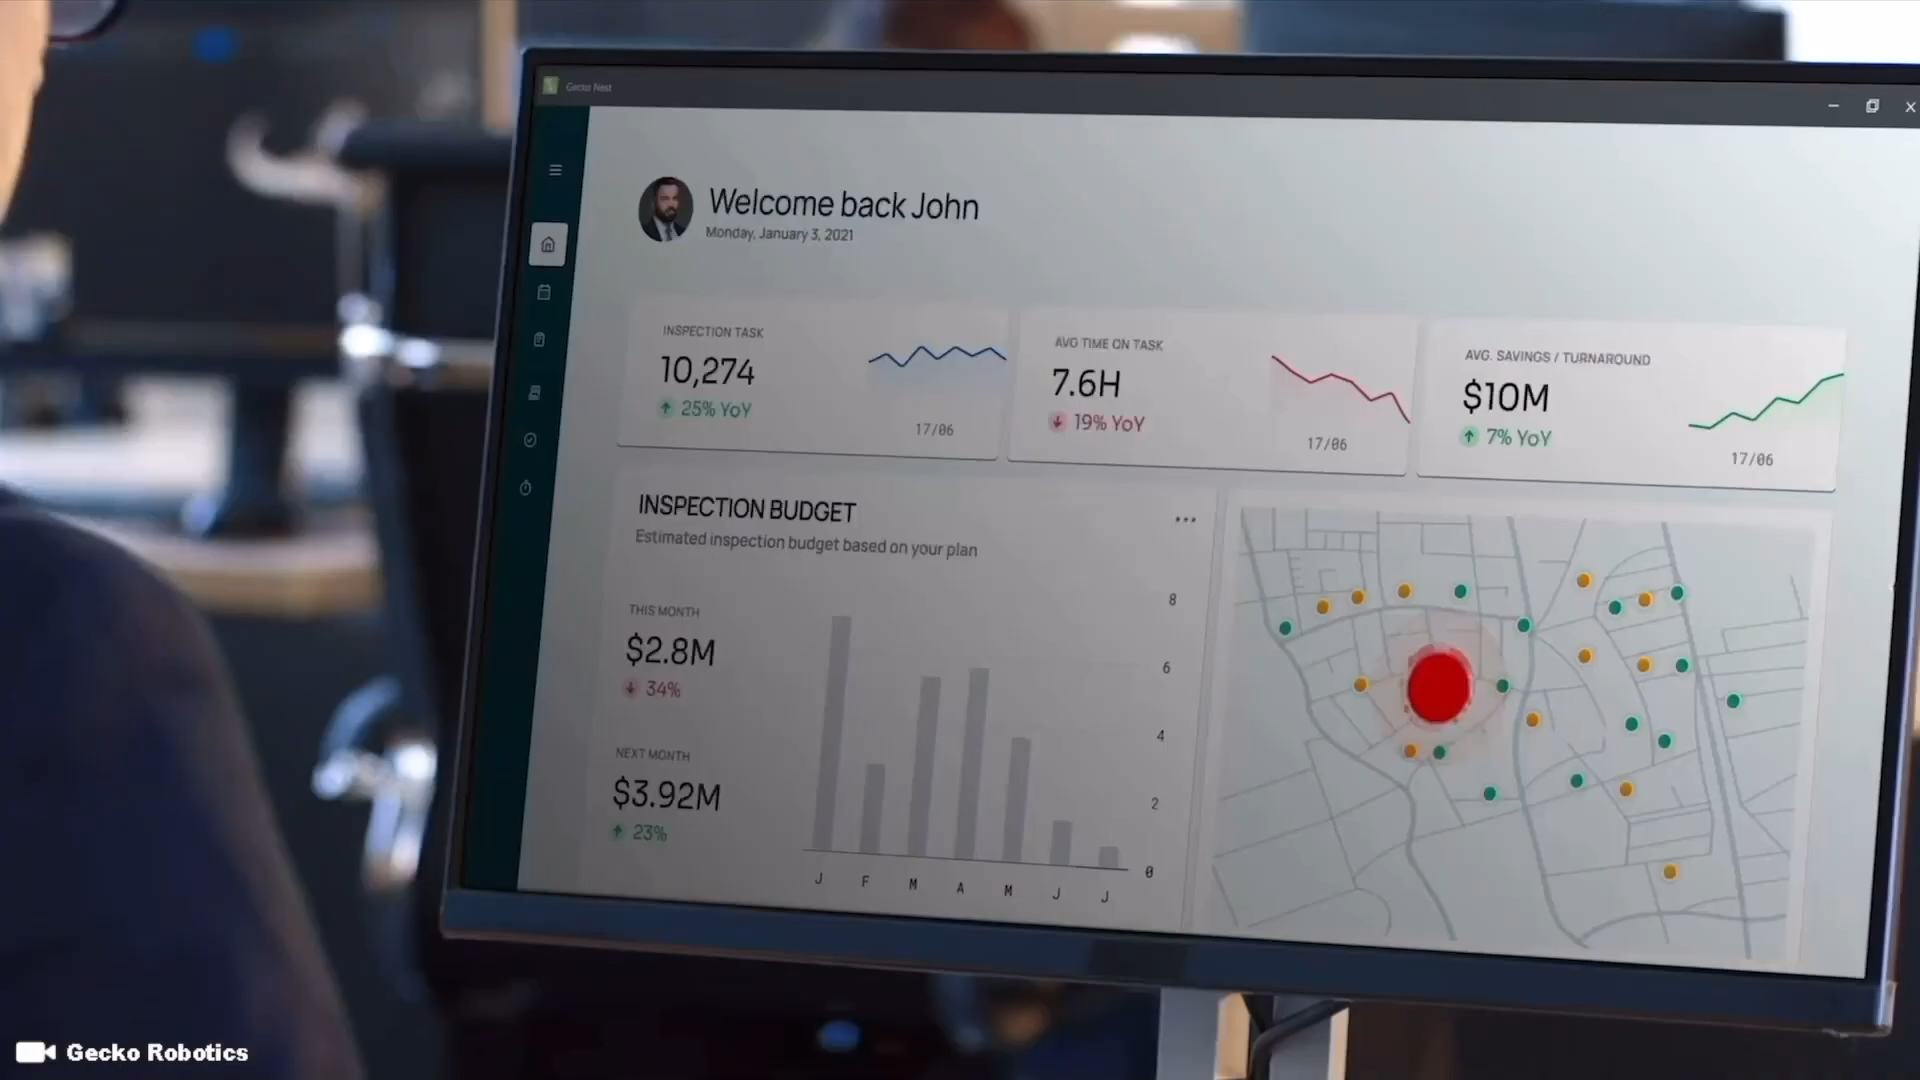 Gecko Nest
Welcome back John
Monday, January 3, 2021
INSPECTION TASK
10,274
25% YoY
17/06
AVG TIME ON TASK
7.6H
19% YoY
17/06
AVG. SAVINGS / TURNAROUND
$10M
7% YoY
17/06
INSPECTION BUDGET
Estimated inspection budget based on your plan
THIS MONTH
$2.8M
34%
NEXT MONTH
$3.92M
23%
8
6
4
2
0
J F M A M J J
Gecko Robotics